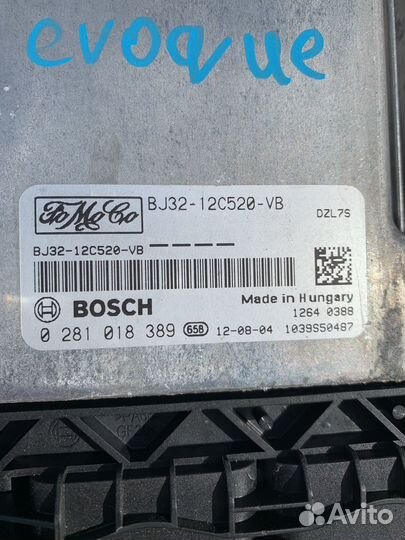 evoque
FoMoCo
BJ32-12C520-VB
DZL7S
BJ32-12C520-VB ————
BOSCH
Made in Hungary
1264 0388
0 281 018 389 658 12-08-04 1039S50487
Avito